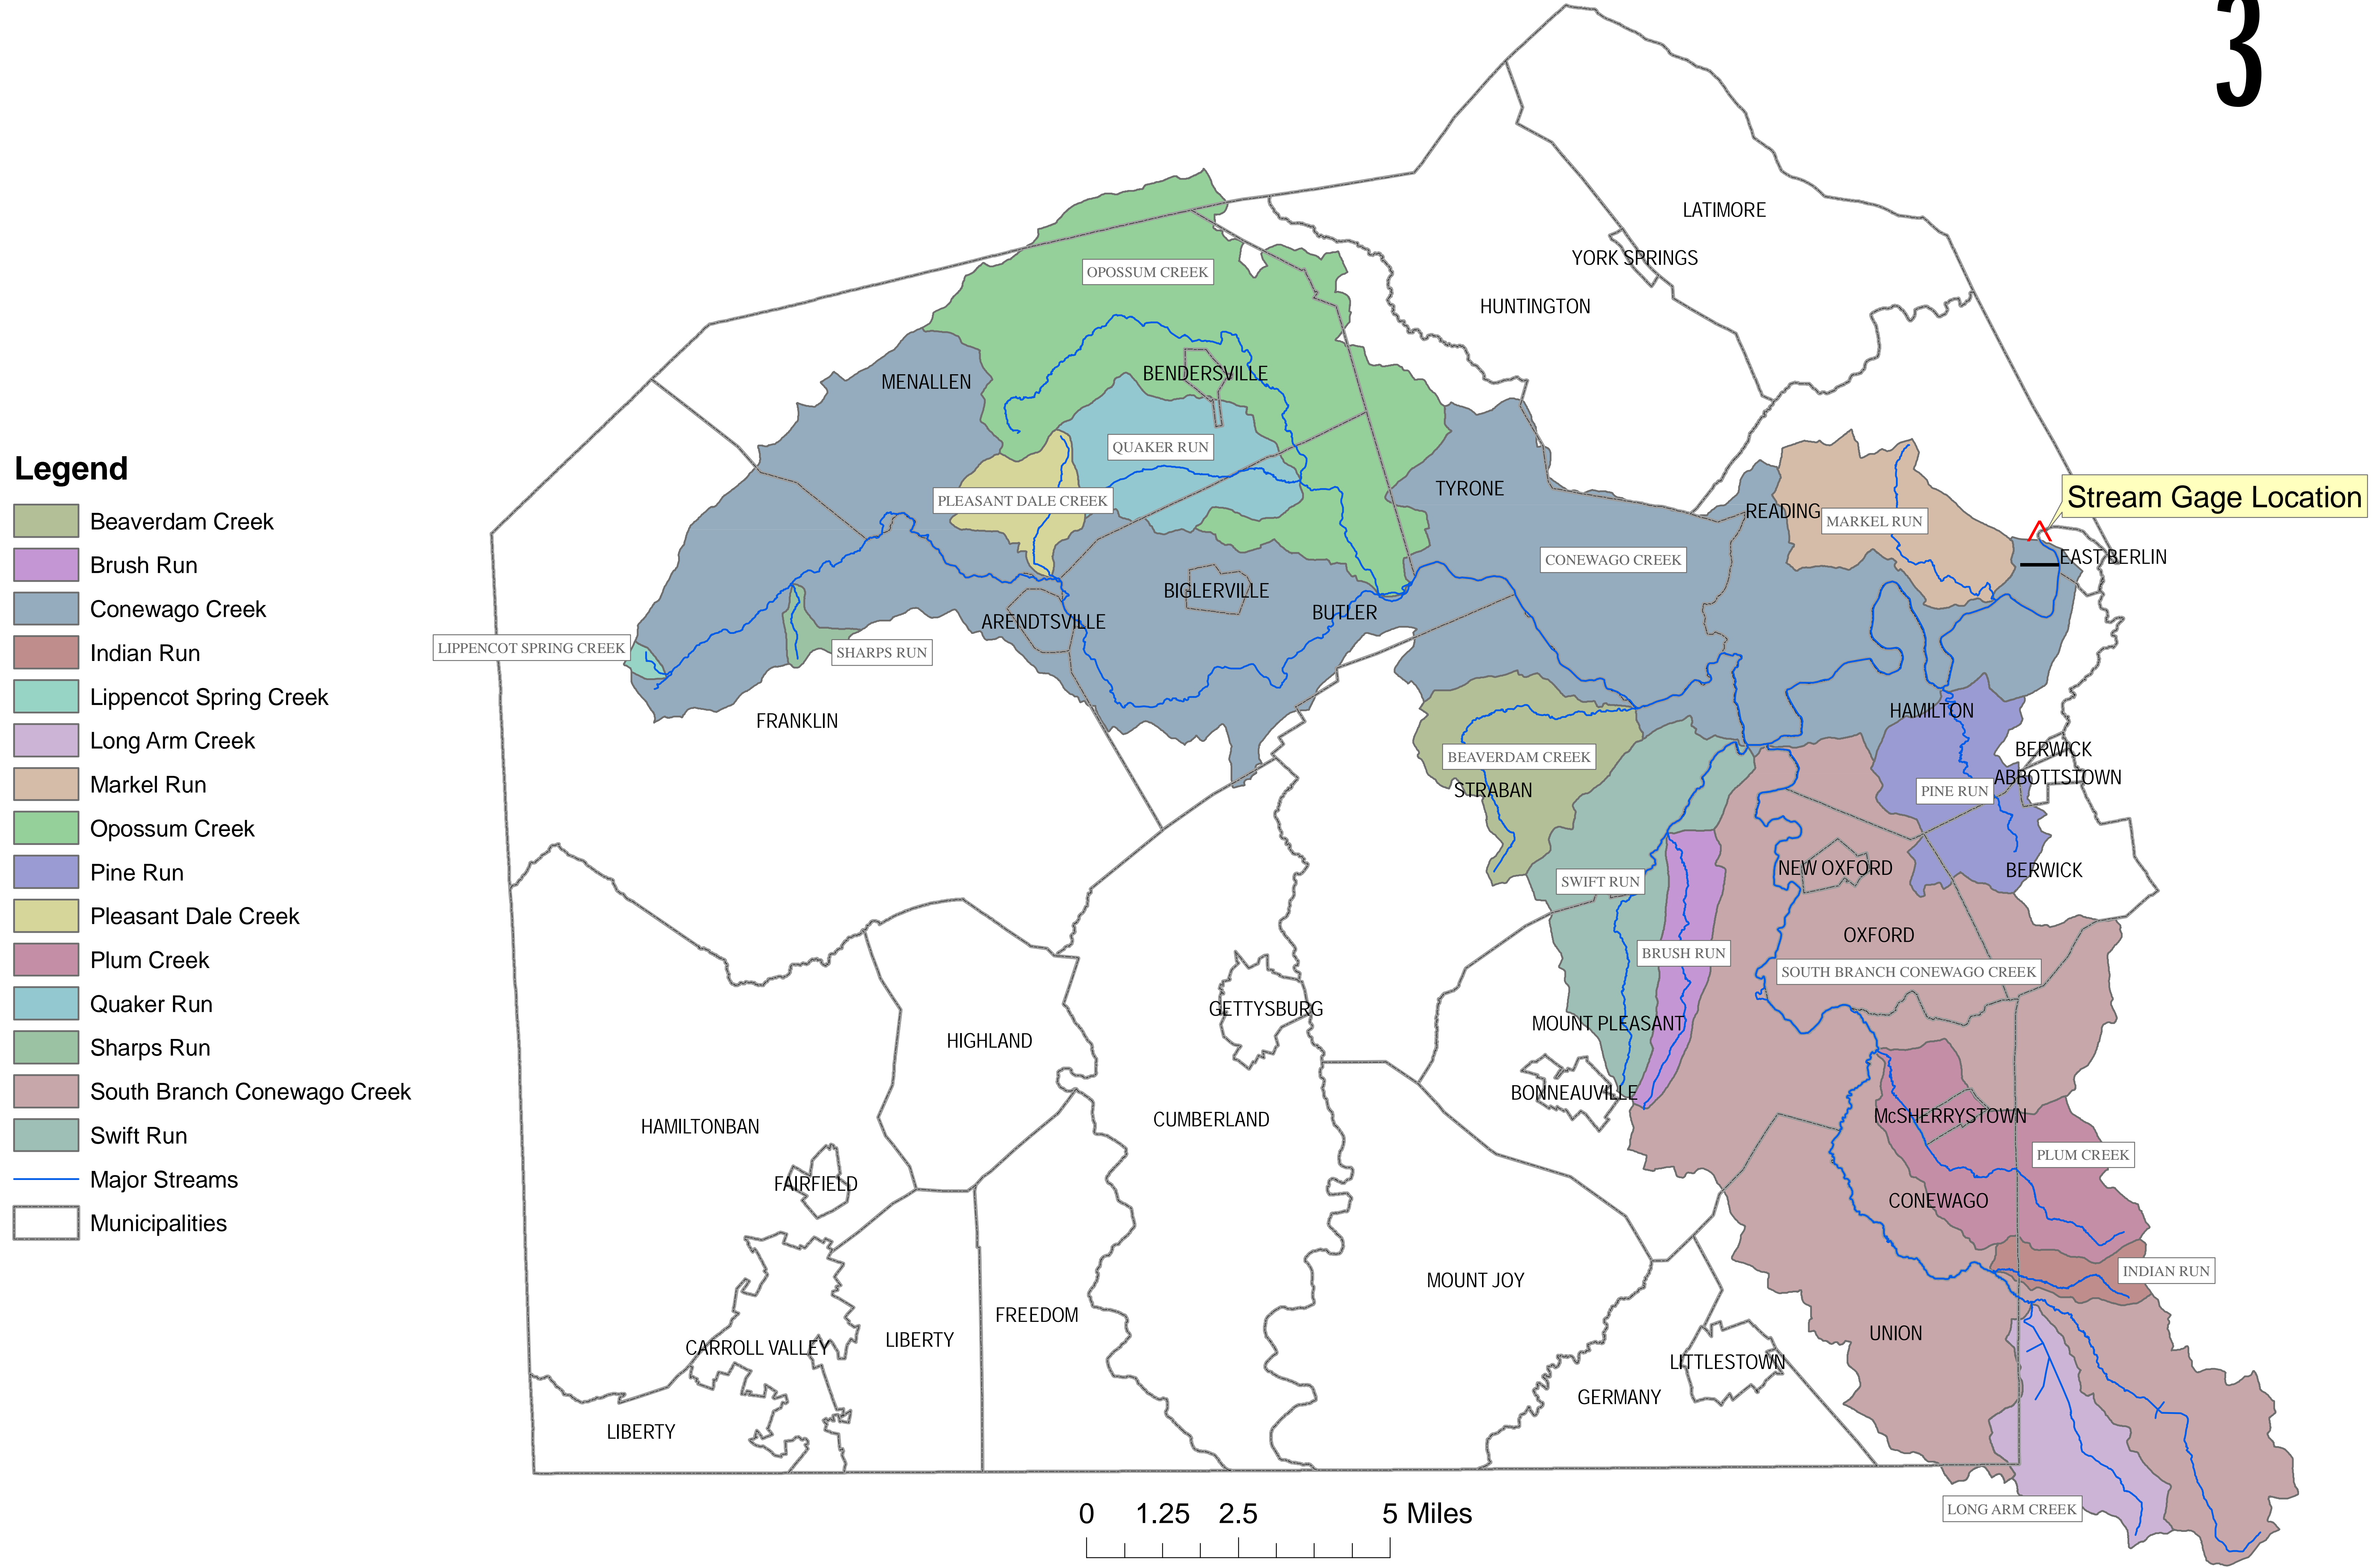 3
LATIMORE
YORK SPRINGS
OPOSSUM CREEK
HUNTINGTON
BENDERSVILLE
MENALLEN
QUAKER RUN
Legend
TYRONE
PLEASANT DALE CREEK
Stream Gage Location
READING
MARKEL RUN
Beaverdam Creek
Brush Run
Conewago Creek
Indian Run
Lippencot Spring Creek
Long Arm Creek
Markel Run
Opossum Creek
Pine Run
Pleasant Dale Creek
Plum Creek
Quaker Run
Sharps Run
South Branch Conewago Creek
Swift Run
Major Streams
Municipalities
CONEWAGO CREEK
EAST BERLIN
BIGLERVILLE
BUTLER
ARENDTSVILLE
LIPPENCOT SPRING CREEK
SHARPS RUN
FRANKLIN
HAMILTON
BERWICK
BEAVERDAM CREEK
ABBOTTSTOWN
STRABAN
PINE RUN
NEW OXFORD
BERWICK
SWIFT RUN
OXFORD
BRUSH RUN
SOUTH BRANCH CONEWAGO CREEK
GETTYSBURG
MOUNT PLEASANT
HIGHLAND
BONNEAUVILLE
CUMBERLAND
McSHERRYSTOWN
HAMILTONBAN
PLUM CREEK
FAIRFIELD
CONEWAGO
INDIAN RUN
MOUNT JOY
FREEDOM
UNION
LIBERTY
CARROLL VALLEY
LITTLESTOWN
GERMANY
LIBERTY
LONG ARM CREEK
0 1.25 2.5 5 Miles